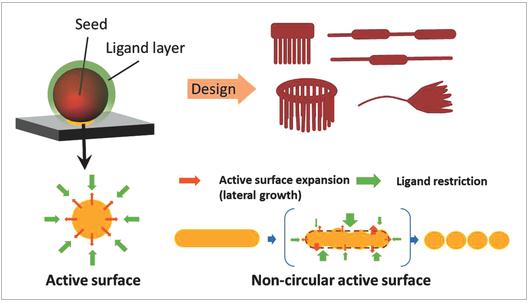 Seed
Ligand layer
Design
Active surface expansion
(lateral growth)
Ligand restriction
Active surface
Non-circular active surface